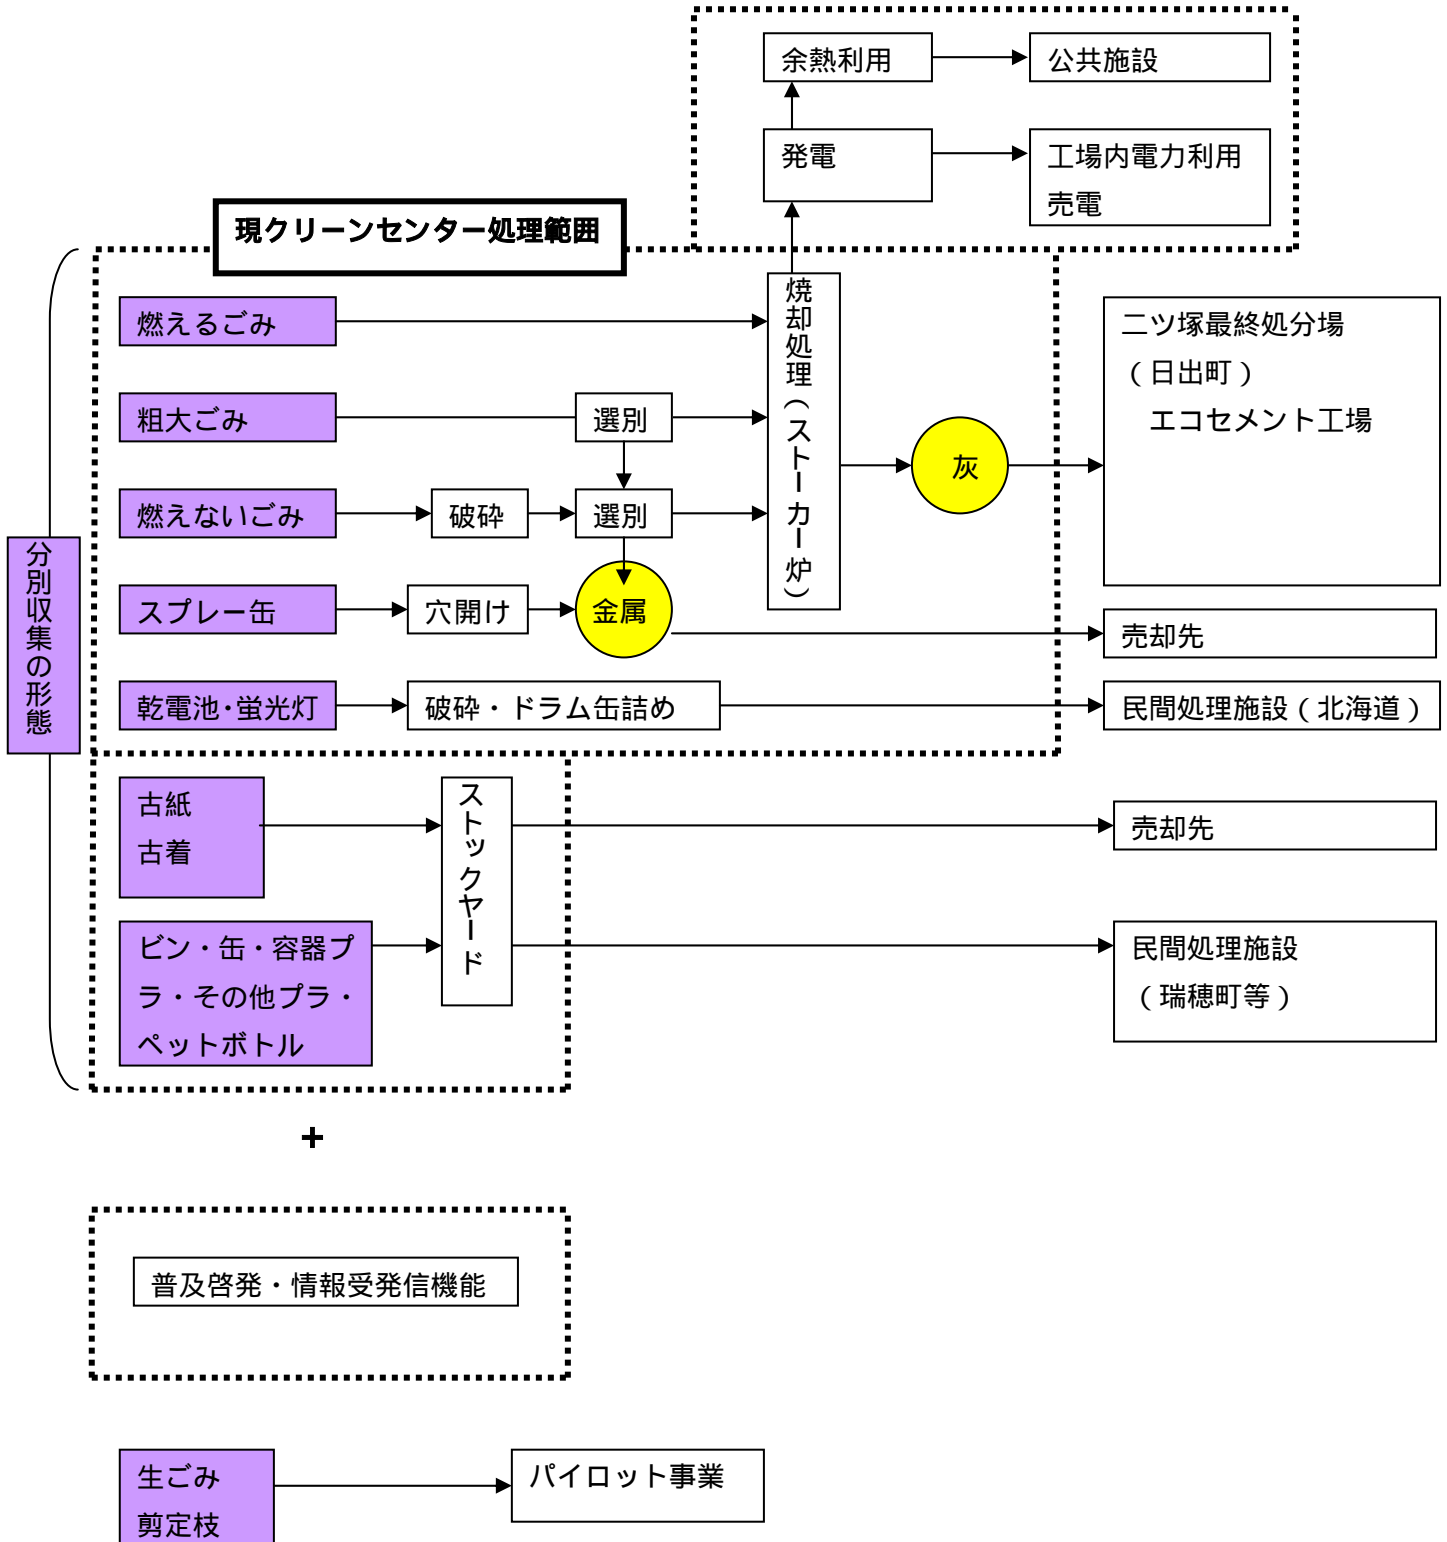 余熱利用
公共施設
発電
工場内電力利用
売電
現クリーンセンター処理範囲
分別収集の形態
燃えるごみ
焼却処理(ストーカー炉)
二ツ塚最終処分場
(日出町)
エコセメント工場
粗大ごみ
選別
灰
燃えないごみ
破砕
選別
スプレー缶
穴開け
金属
売却先
乾電池・蛍光灯
破砕・ドラム缶詰め
民間処理施設(北海道)
古紙
古着
ストックヤード
売却先
ビン・缶・容器プ
ラ・その他プラ・
ペットボトル
民間処理施設
(瑞穂町等)
+
普及啓発・情報受発信機能
生ごみ
剪定枝
パイロット事業